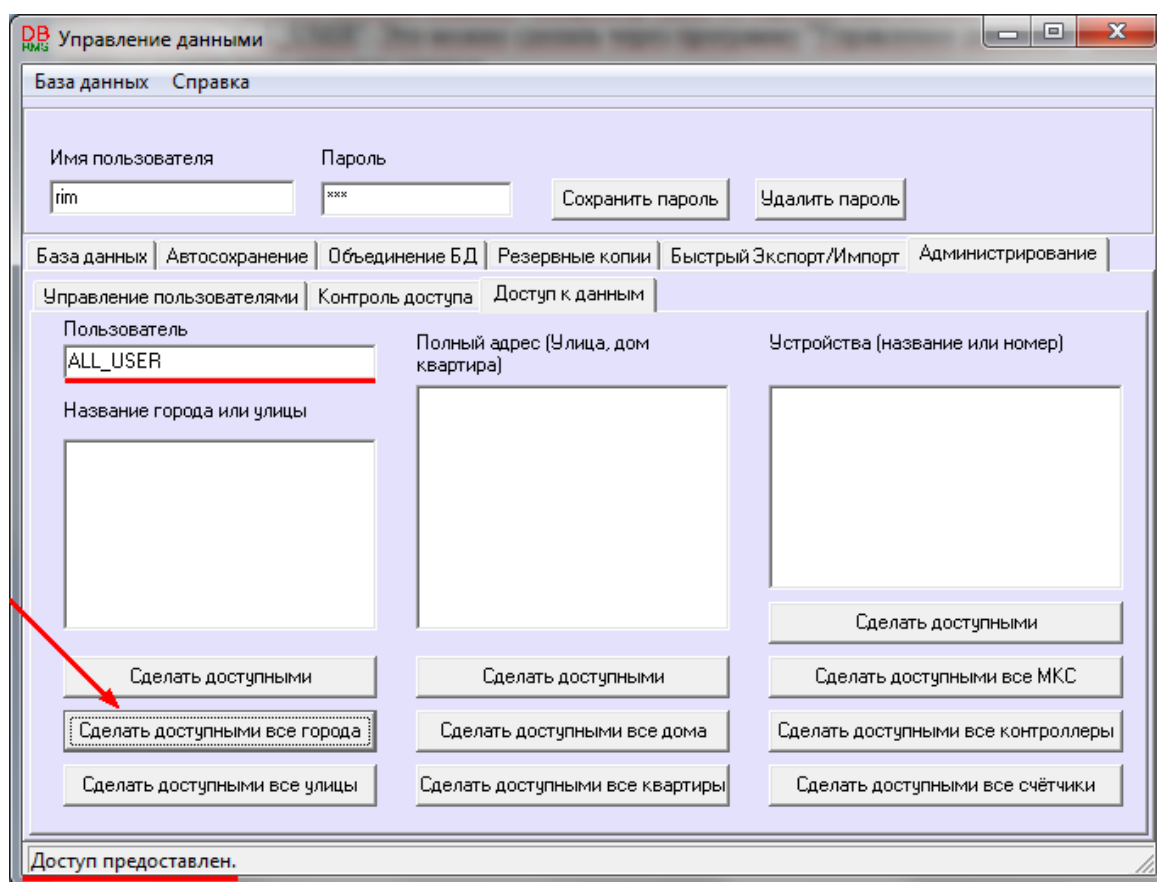 DB HMS Управление данными
База данных Справка
Имя пользователя Пароль
rim xxx Сохранить пароль Удалить пароль
База данных Автосохранение Объединение БД Резервные копии Быстрый Экспорт/Импорт Администрирование
Управление пользователями Контроль доступа Доступ к данным
Пользователь
ALL_USER
Полный адрес (Улица, дом
квартира)
Устройства (название или номер)
Название города или улицы
Сделать доступными
Сделать доступными Сделать доступными Сделать доступными все МКС
Сделать доступными все города Сделать доступными все дома Сделать доступными все контроллеры
Сделать доступными все улицы Сделать доступными все квартиры Сделать доступными все счётчики
Доступ предоставлен.